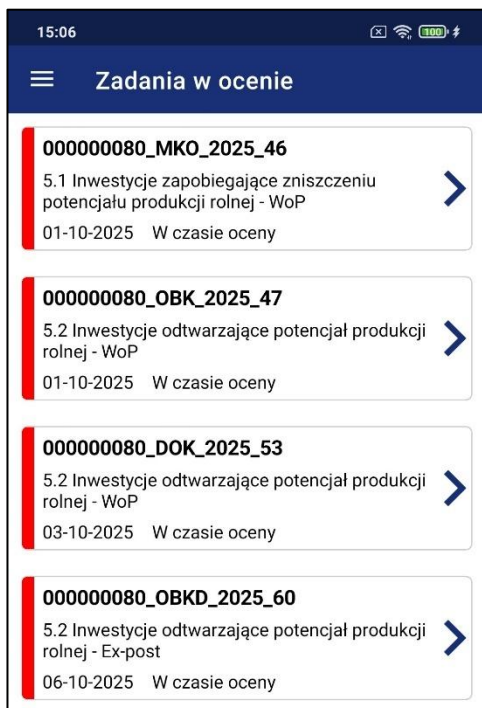 15:06
100
Zadania w ocenie
000000080_MKO_2025_46
5.1 Inwestycje zapobiegające zniszczeniu
potencjału produkcji rolnej - WoP
01-10-2025 W czasie oceny
000000080_OBK_2025_47
5.2 Inwestycje odtwarzające potencjał produkcji
rolnej - WoP
01-10-2025 W czasie oceny
000000080_DOK_2025_53
5.2 Inwestycje odtwarzające potencjał produkcji
rolnej - WoP
03-10-2025 W czasie oceny
000000080_OBKD_2025_60
5.2 Inwestycje odtwarzające potencjał produkcji
rolnej - Ex-post
06-10-2025 W czasie oceny